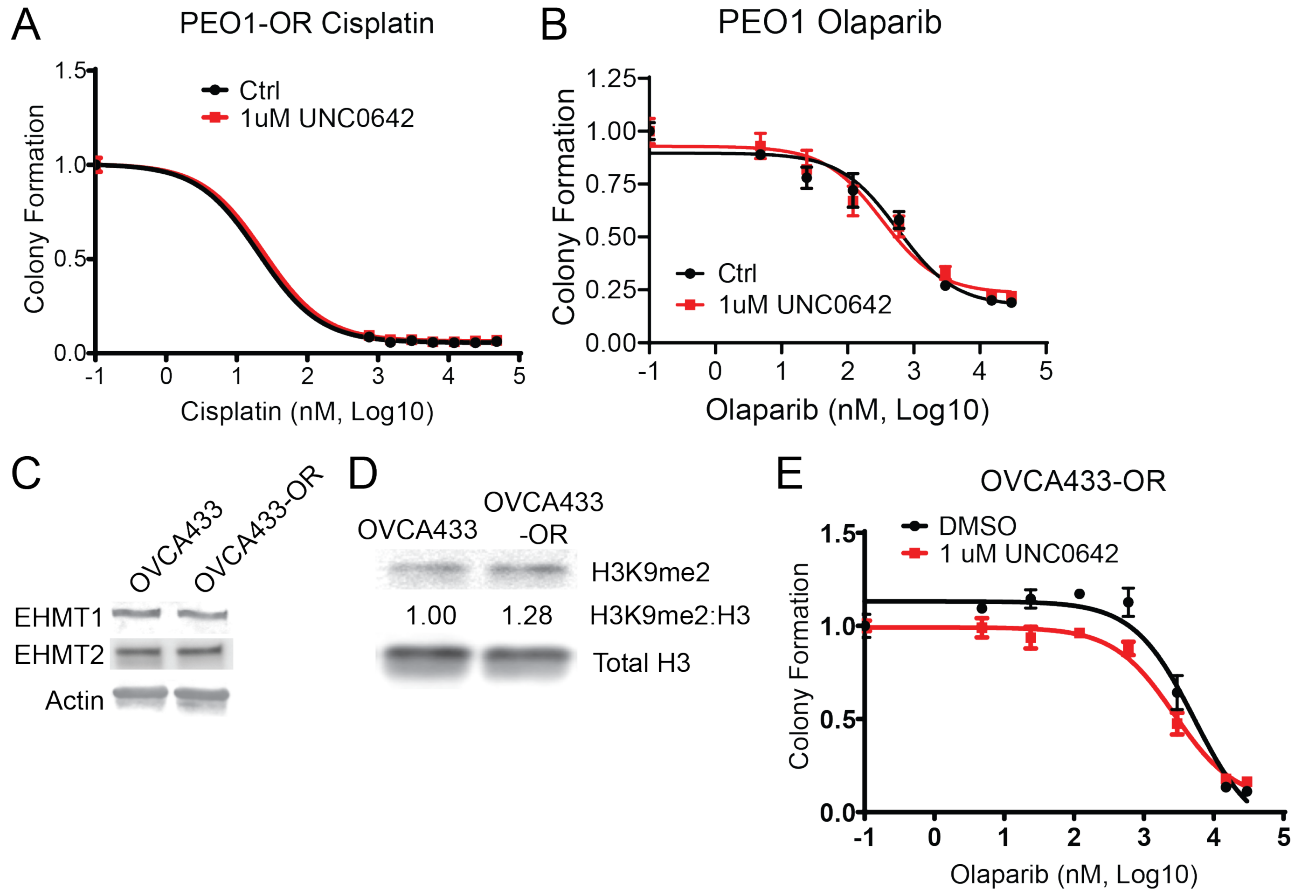 A
PEO1-OR Cisplatin
1.5
1.0
0.5
0.0
Colony Formation
Ctrl
1uM UNC0642
-1 0 1 2 3 4 5
Cisplatin (nM, Log10)
B
PEO1 Olaparib
1.25
1.00
0.75
0.50
0.25
0.00
Colony Formation
Ctrl
1uM UNC0642
-1 0 1 2 3 4 5
Olaparib (nM, Log10)
C
OVCA433
OVCA433-OR
EHMT1
EHMT2
Actin
D
OVCA433
OVCA433
-OR
H3K9me2
1.00 1.28 H3K9me2:H3
Total H3
E
OVCA433-OR
DMSO
1 uM UNC0642
1.5
1.0
0.5
0.0
Colony Formation
-1 0 1 2 3 4 5
Olaparib (nM, Log10)